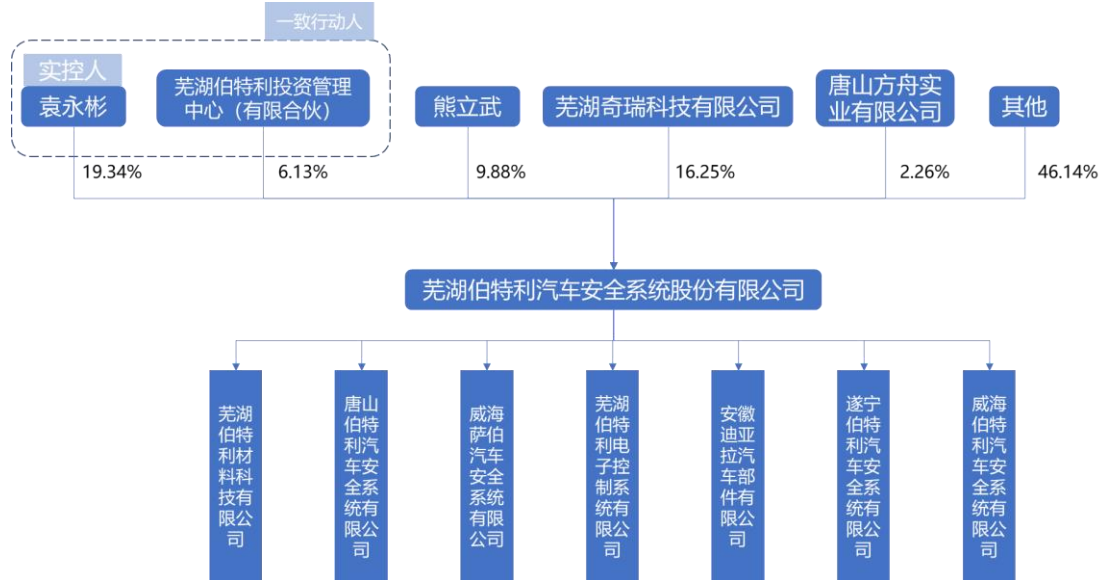 一致行动人
实控人
袁永彬
芜湖伯特利投资管理
中心（有限合伙）
熊立武
芜湖奇瑞科技有限公司
唐山方舟实
业有限公司
其他
19.34%
6.13%
9.88%
16.25%
2.26%
46.14%
芜湖伯特利汽车安全系统股份有限公司
芜湖
伯特
利材
料科
技有
限公
司
唐山
伯特
利汽
车安
全系
统有
限公
司
威海
萨伯
汽车
安全
系统
有限
公司
芜湖
伯特
利电
子控
制系
统有
限公
司
安徽
迪亚
拉汽
车部
件有
限公
司
遂宁
伯特
利汽
车安
全系
统有
限公
司
威海
伯特
利汽
车安
全系
统有
限公
司